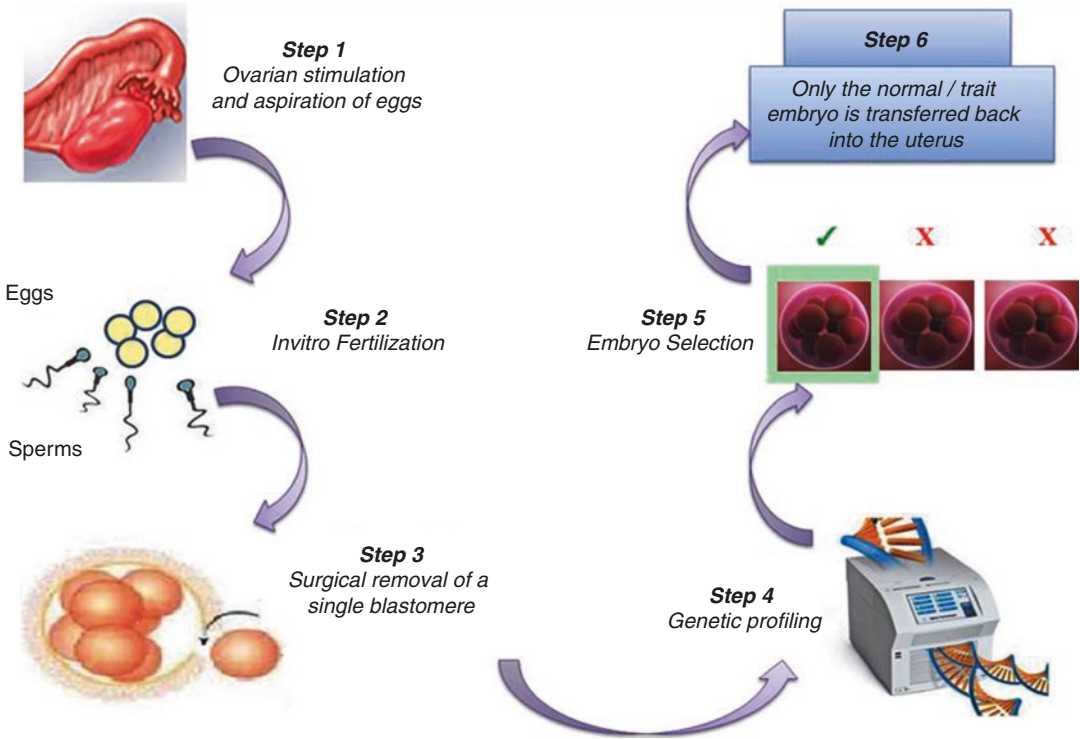 Step 1
Ovarian stimulation
and aspiration of eggs
Eggs
Sperms
Step 2
Invitro Fertilization
Step 3
Surgical removal of a
single blastomere
Step 4
Genetic profiling
Step 5
Embryo Selection
✓
X
X
Step 6
Only the normal / trait
embryo is transferred back
into the uterus